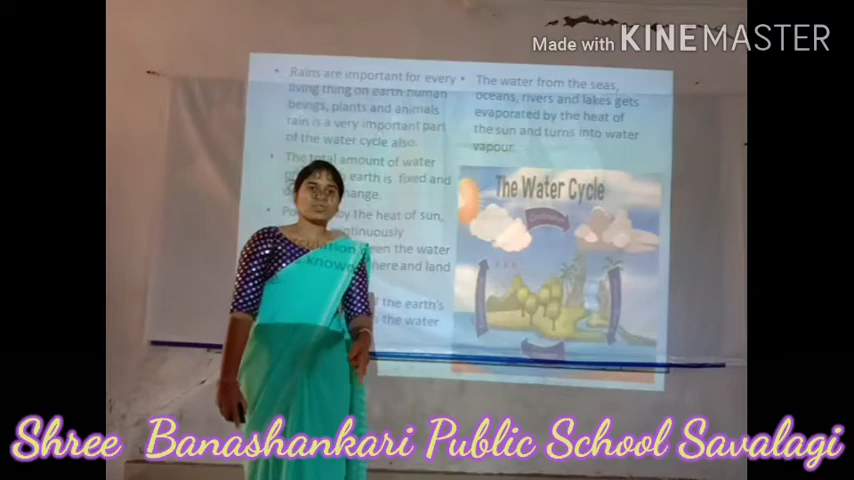 Made with KINEMASTER
• Rains are important for every
living thing on earth human
beings, plants and animals
rain is a very important part
of the water cycle also.
• The total amount of water
earth is fixed and
• by the heat of sun,
the water
known here and land
the earth's
the water
• The water from the seas,
oceans, rivers and lakes gets
evaporated by the heat of
the sun and turns into water
vapour.
The Water Cycle
Shree Banashankari Public School Savalagi